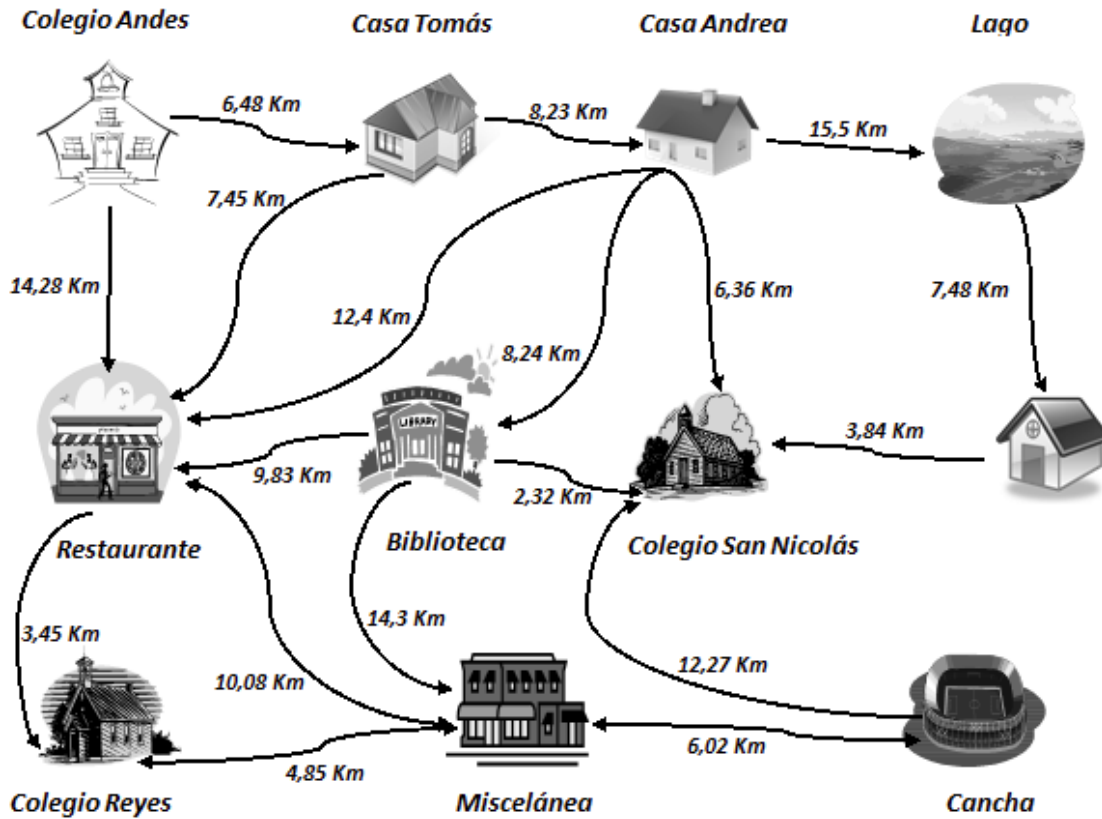 Colegio Andes
Casa Tomás
Casa Andrea
Lago
6,48 Km
8,23 Km
15,5 Km
7,45 Km
14,28 Km
12,4 Km
6,36 Km
7,48 Km
8,24 Km
LIBRARY
3,84 Km
9,83 Km
2,32 Km
Restaurante
Biblioteca
Colegio San Nicolás
3,45 Km
14,3 Km
10,08 Km
12,27 Km
6,02 Km
4,85 Km
Colegio Reyes
Miscelánea
Cancha